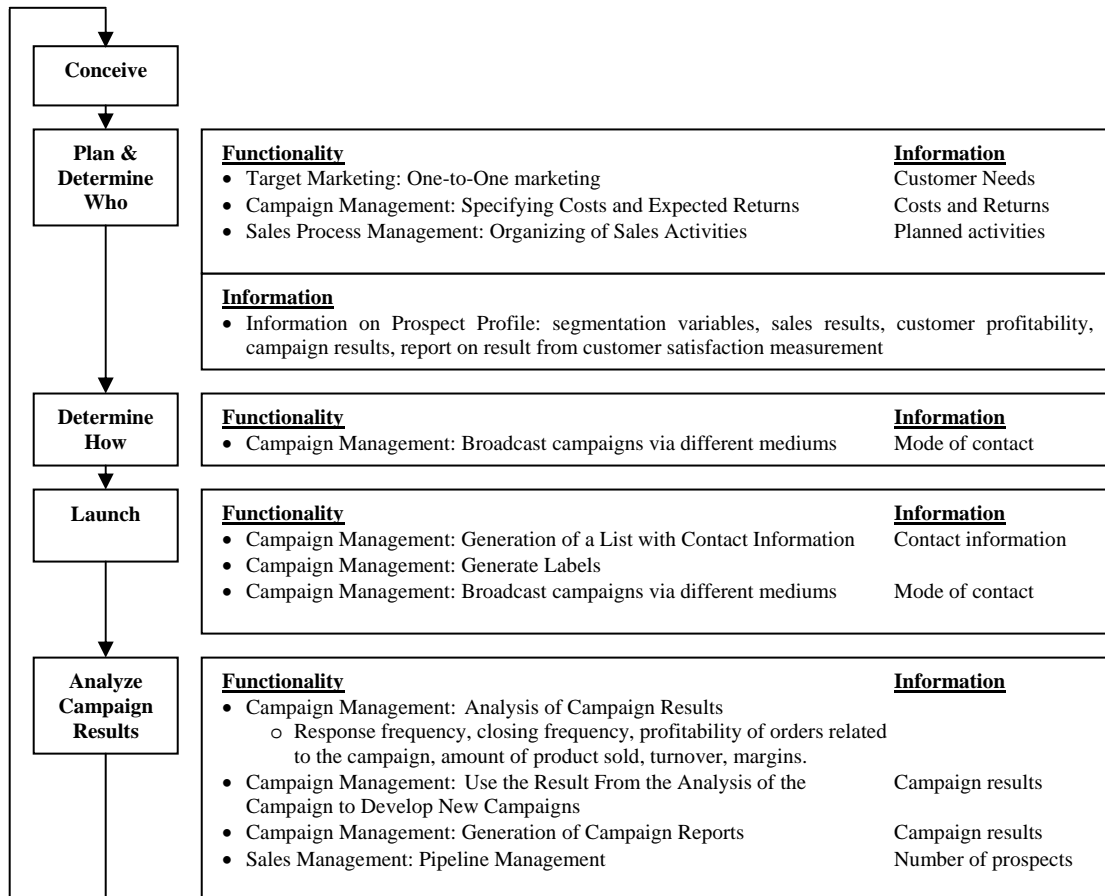 Conceive
Plan &
Determine
Who
Functionality Information
• Target Marketing: One-to-One marketing Customer Needs
• Campaign Management: Specifying Costs and Expected Returns Costs and Returns
• Sales Process Management: Organizing of Sales Activities Planned activities
Information
• Information on Prospect Profile: segmentation variables, sales results, customer profitability,
campaign results, report on result from customer satisfaction measurement
Determine
How
Functionality Information
• Campaign Management: Broadcast campaigns via different mediums Mode of contact
Launch
Functionality Information
• Campaign Management: Generation of a List with Contact Information Contact information
• Campaign Management: Generate Labels
• Campaign Management: Broadcast campaigns via different mediums Mode of contact
Analyze
Campaign
Results
Functionality Information
• Campaign Management: Analysis of Campaign Results
o Response frequency, closing frequency, profitability of orders related
to the campaign, amount of product sold, turnover, margins.
• Campaign Management: Use the Result From the Analysis of the Campaign results
Campaign to Develop New Campaigns
• Campaign Management: Generation of Campaign Reports Campaign results
• Sales Management: Pipeline Management Number of prospects